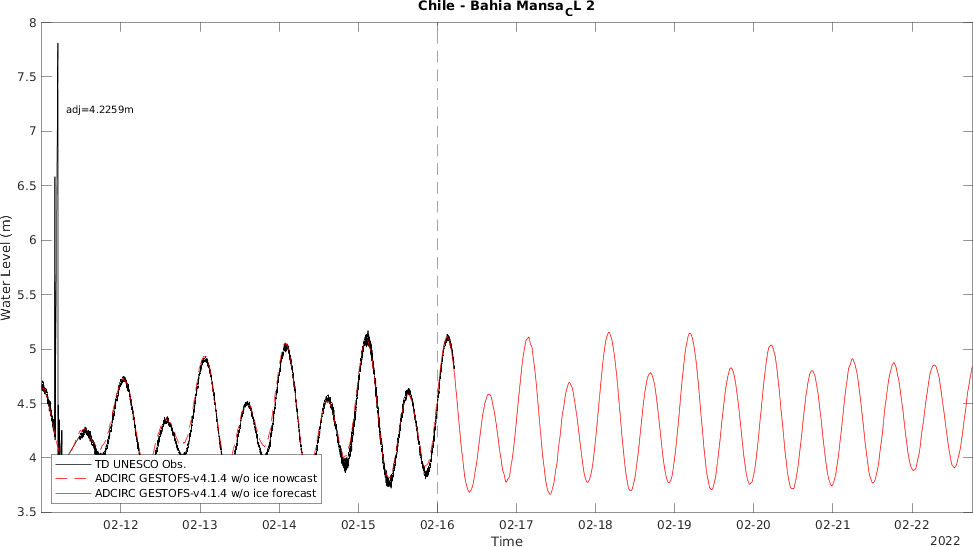 Chile - Bahia Mansa_CL 2
8
7.5
adj=4.2259m
7
6.5
6
5.5
5
4.5
4
3.5
Water Level (m)
TD UNESCO Obs.
ADCIRC GESTOFS-v4.1.4 w/o ice nowcast
ADCIRC GESTOFS-v4.1.4 w/o ice forecast
02-12 02-13 02-14 02-15 02-16 02-17 02-18 02-19 02-20 02-21 02-22
Time
2022